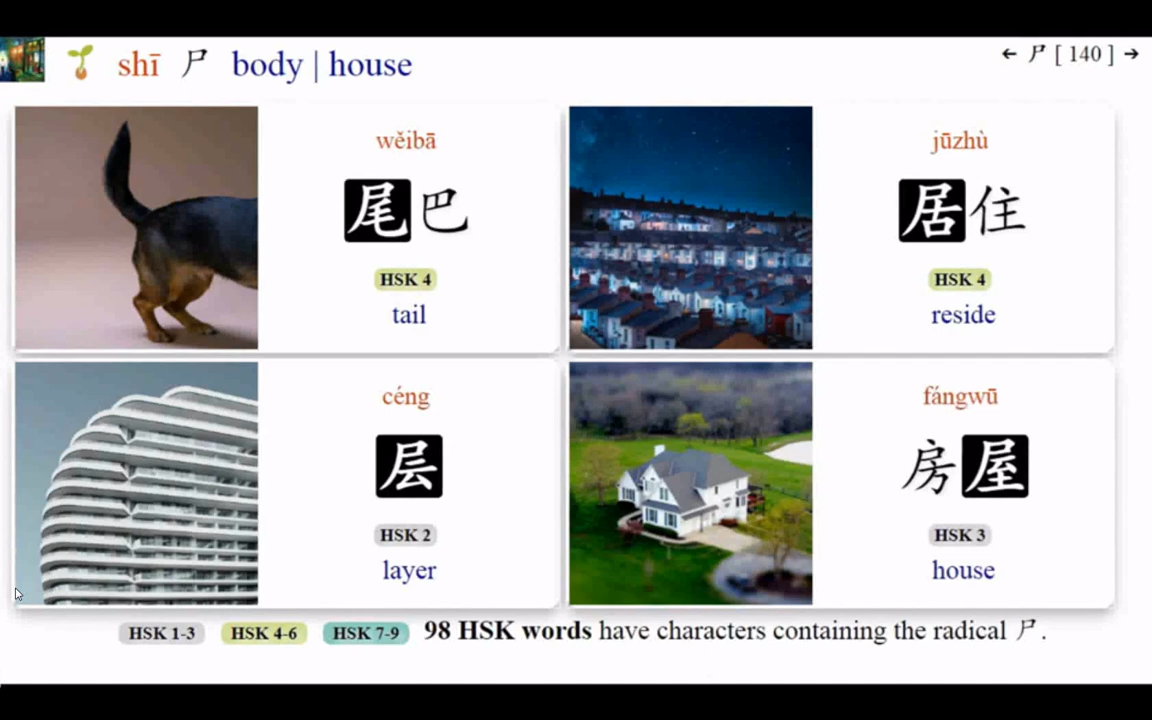 shī 尸 body | house
← 尸 [ 140 ] →
wěibā
尾巴
HSK 4
tail
jūzhù
居住
HSK 4
reside
céng
层
HSK 2
layer
fángwū
房屋
HSK 3
house
HSK 1-3 HSK 4-6 HSK 7-9 98 HSK words have characters containing the radical 尸.